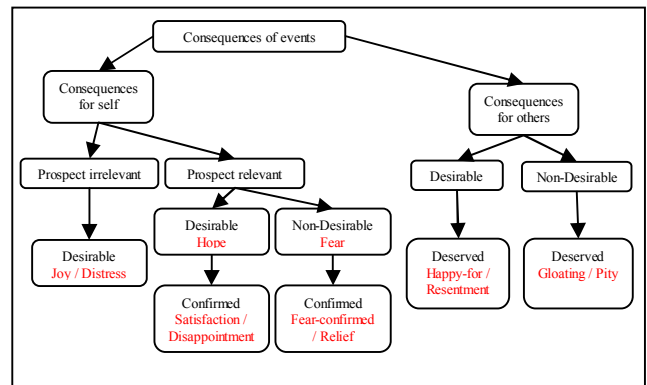 Consequences of events
Consequences
for self
Consequences
for others
Prospect irrelevant
Prospect relevant
Desirable
Non-Desirable
Desirable
Joy / Distress
Desirable
Hope
Non-Desirable
Fear
Deserved
Happy-for /
Resentment
Deserved
Gloating / Pity
Confirmed
Satisfaction /
Disappointment
Confirmed
Fear-confirmed
/ Relief